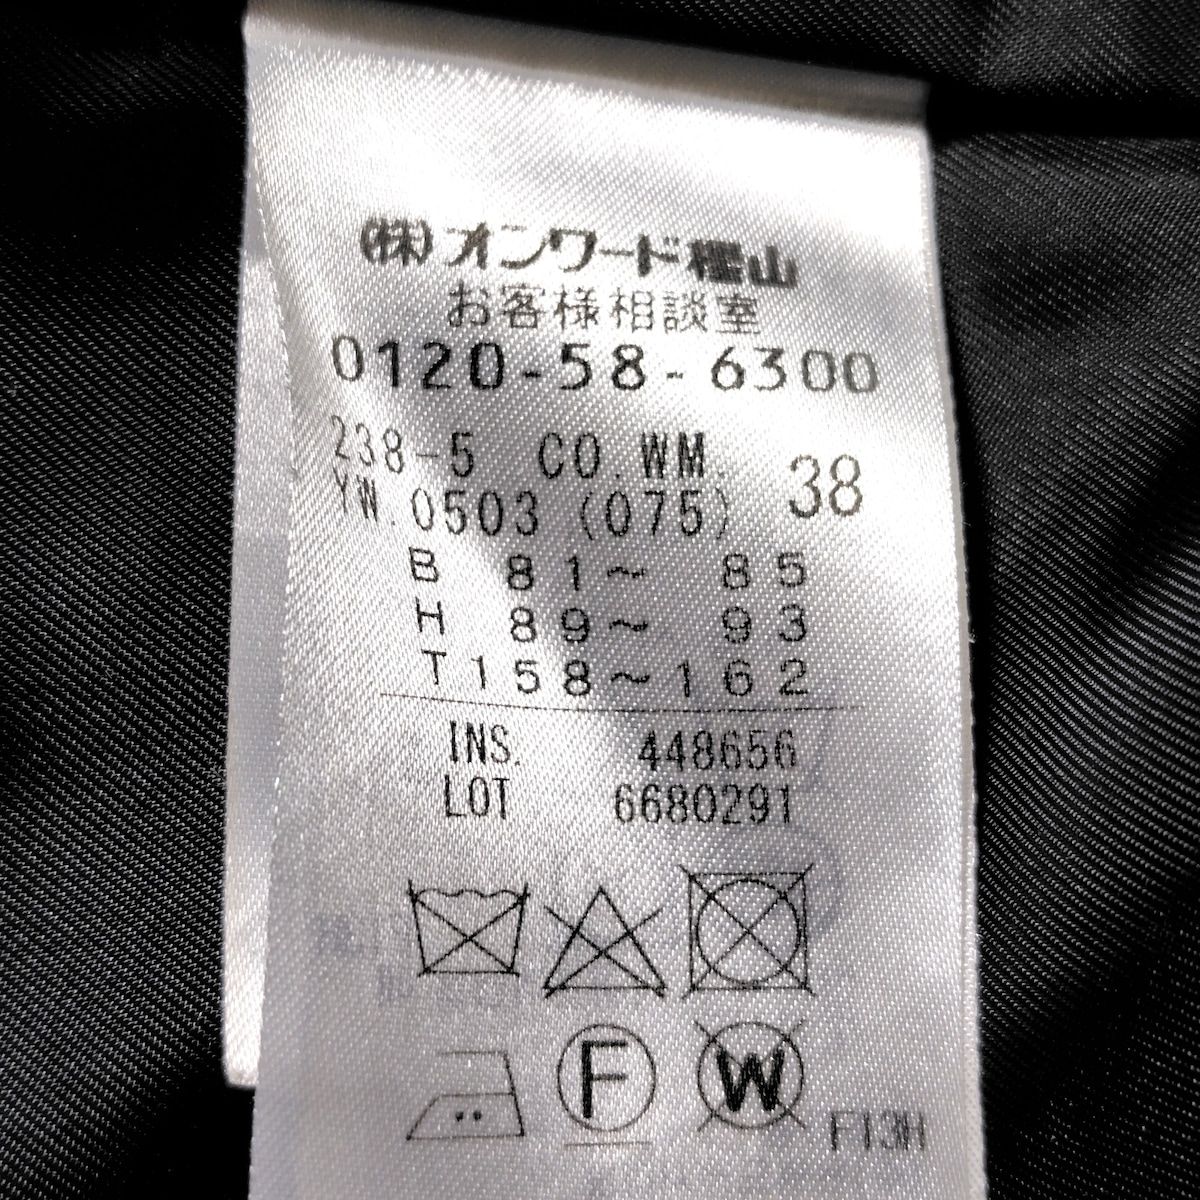 (株)オンワード樫山
お客様相談室
0120-58-6300
238-5 CO.WM. 38
YW.0503 (075)
B 81~ 85
H 89~ 93
T158~162
INS. 448656
LOT 6680291
F W
F13H